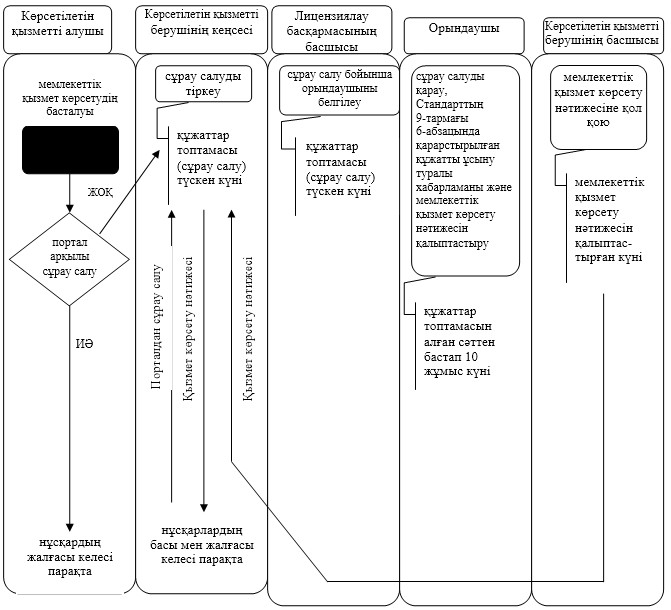 Көрсетілетін
қызметті алушы
Көрсетілетін қызметті
берушінің кеңсесі
Лицензиялау
басқармасының
басшысы
Орындаушы
Көрсетілетін қызметті
берушінің басшысы
мемлекеттік
қызмет көрсетудің
басталуы
ЖОҚ
портал
арқылы
сұрау салу
ИӘ
нұсқардың
жалғасы келесі
парақта
сұрау салуды
тіркеу
құжаттар
топтамасы
(сұрау салу)
түскен күні
Порталдан сұрау салу
Қызмет көрсету нәтижесі
Қызмет көрсету нәтижесі
нұсқарлардың
басы мен жалғасы
келесі парақта
сұрау салу бойынша
орындаушыны
белгілеу
құжаттар
топтамасы
(сұрау салу)
түскен күні
сұрау салуды
қарау,
Стандарттың
9-тармағы
6-абзацында
қарарстырылған
құжатты ұсыну
туралы
хабарламаны және
мемлекеттік
қызмет көрсету
нәтижесін
қалыптастыру
құжаттар
топтамасын
алған сәттен
бастап 10
жұмыс күні
мемлекеттік
қызмет көрсету
нәтижесіне қол
қою
мемлекеттік
қызмет
көрсету
нәтижесін
қалыптас-
тырған күні